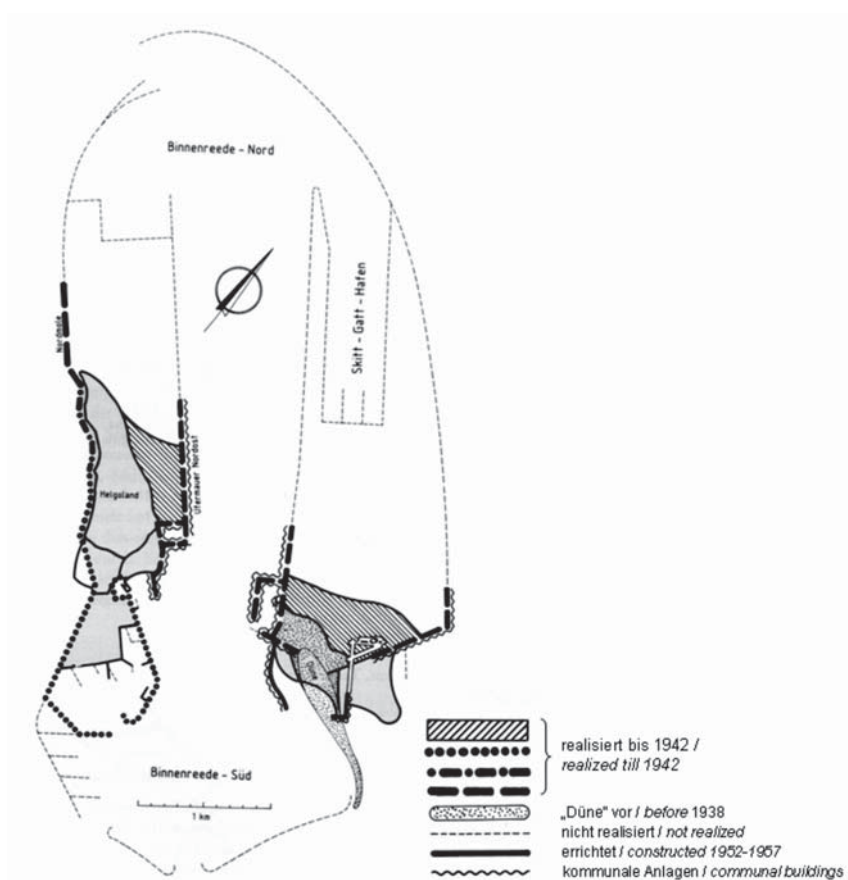 Binnenreede - Nord
Skitt - Gatt - Hafen
Nordmole
Helgoland
Ufermauer Nordost
Düne
Binnenreede - Süd
1 km
realisiert bis 1942 /
realized till 1942
„Düne" vor / before 1938
nicht realisiert / not realized
errichtet / constructed 1952-1957
kommunale Anlagen / communal buildings